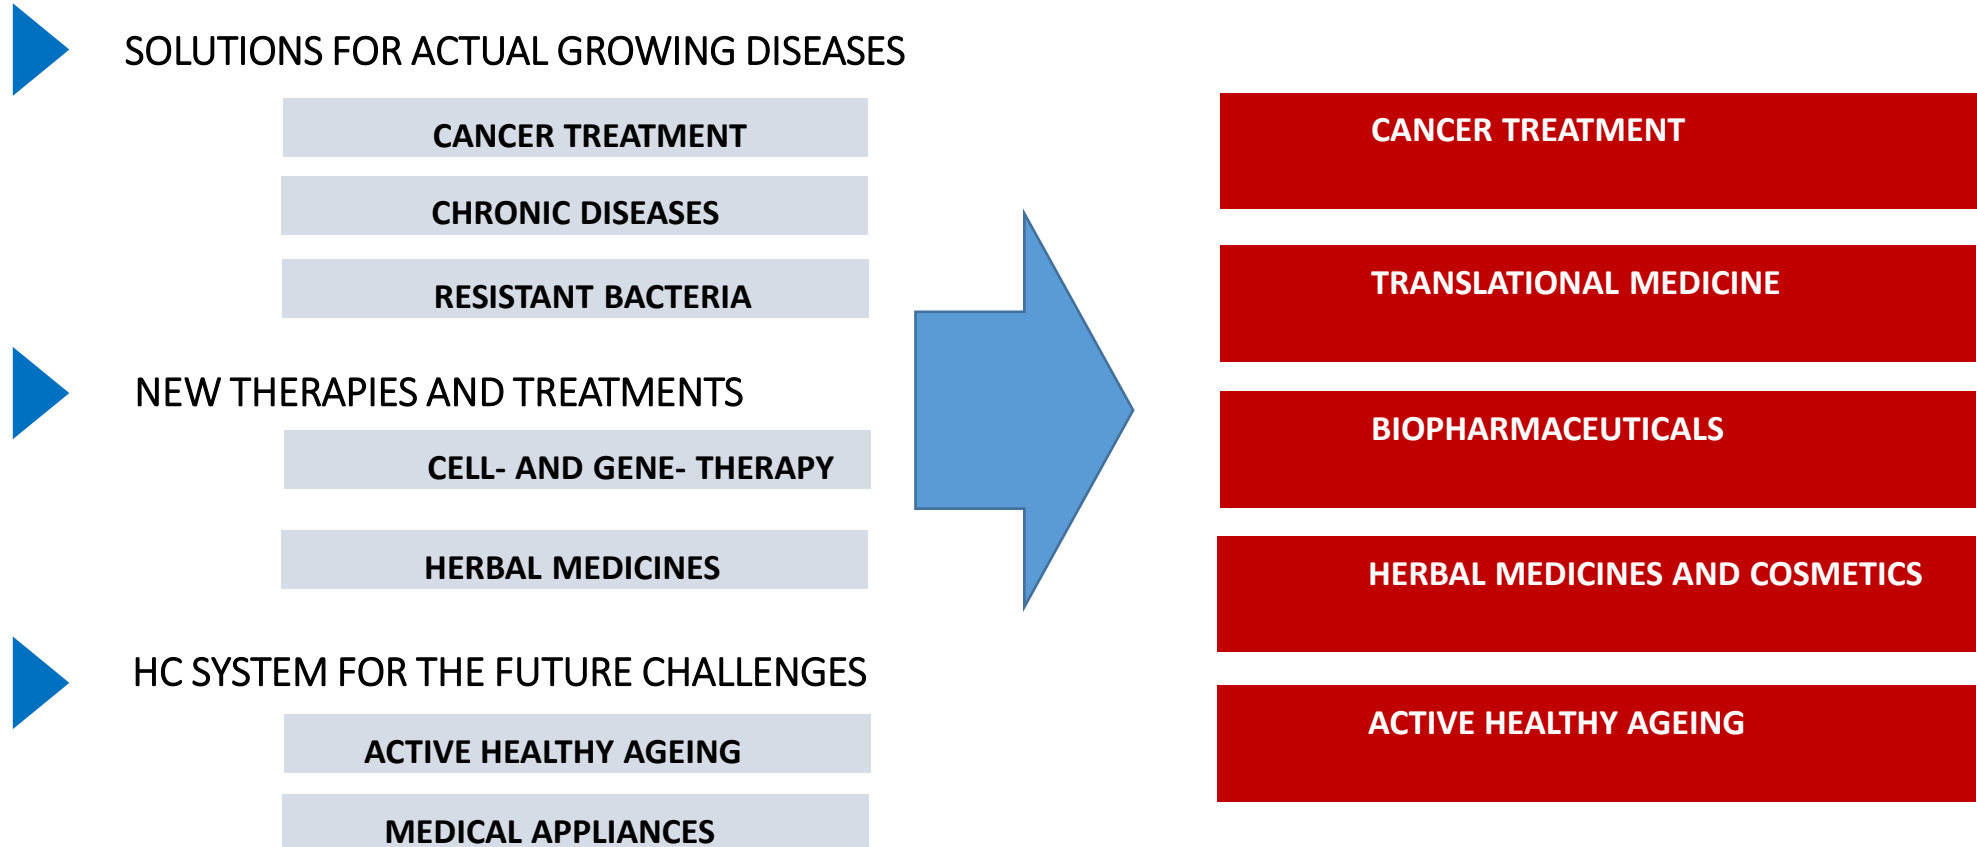 SOLUTIONS FOR ACTUAL GROWING DISEASES
CANCER TREATMENT
CHRONIC DISEASES
RESISTANT BACTERIA
NEW THERAPIES AND TREATMENTS
CELL- AND GENE- THERAPY
HERBAL MEDICINES
HC SYSTEM FOR THE FUTURE CHALLENGES
ACTIVE HEALTHY AGEING
MEDICAL APPLIANCES
CANCER TREATMENT
TRANSLATIONAL MEDICINE
BIOPHARMACEUTICALS
HERBAL MEDICINES AND COSMETICS
ACTIVE HEALTHY AGEING